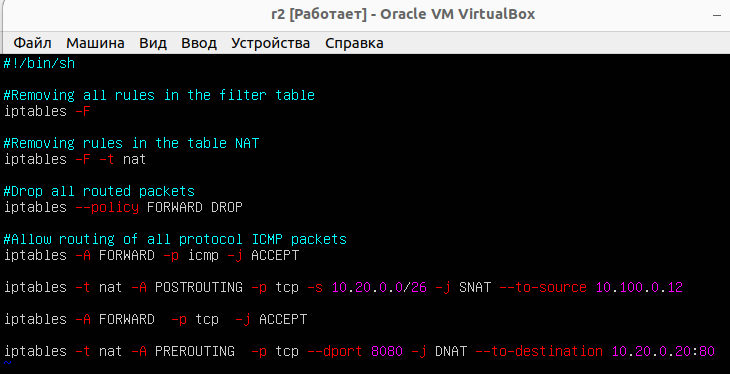 r2 [Работает] - Oracle VM VirtualBox
Файл Машина Вид Ввод Устройства Справка
#!/bin/sh
#Removing all rules in the filter table
iptables -F
#Removing rules in the table NAT
iptables -F -t nat
#Drop all routed packets
iptables --policy FORWARD DROP
#Allow routing of all protocol ICMP packets
iptables -A FORWARD -p icmp -j ACCEPT
iptables -t nat -A POSTROUTING -p tcp -s 10.20.0.0/26 -j SNAT --to-source 10.100.0.12
iptables -A FORWARD  -p tcp  -j ACCEPT
iptables -t nat -A PREROUTING  -p tcp --dport 8080 -j DNAT --to-destination 10.20.0.20:80